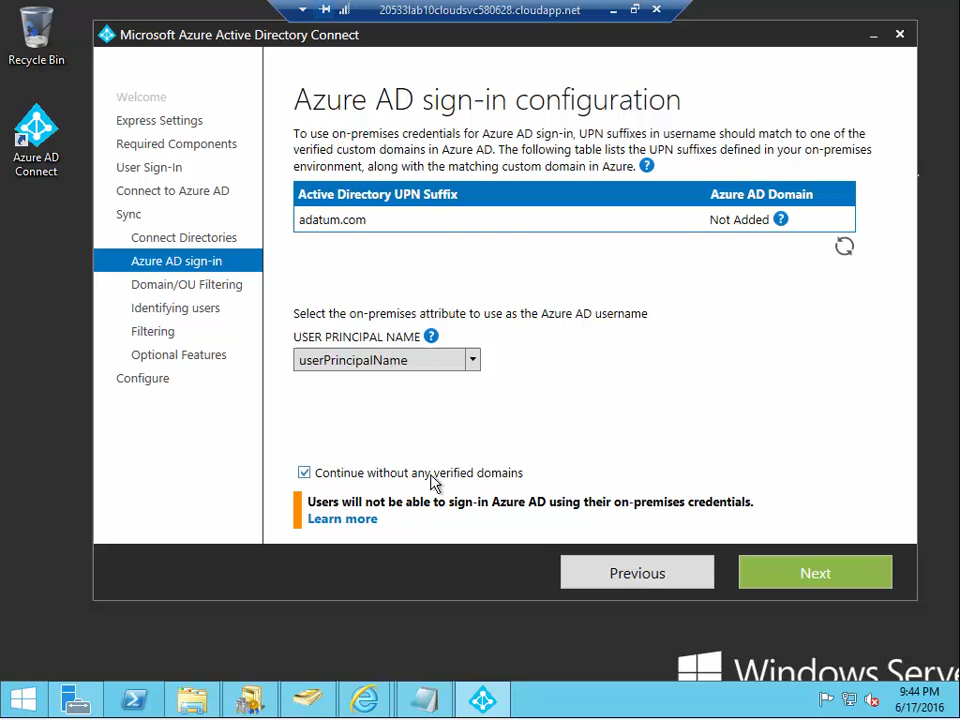 20533lab10cloudsvc580628.cloudapp.net
Recycle Bin
Azure AD
Connect
Microsoft Azure Active Directory Connect
Welcome
Express Settings
Required Components
User Sign-In
Connect to Azure AD
Sync
Connect Directories
Azure AD sign-in
Domain/OU Filtering
Identifying users
Filtering
Optional Features
Configure
Azure AD sign-in configuration
To use on-premises credentials for Azure AD sign-in, UPN suffixes in username should match to one of the
verified custom domains in Azure AD. The following table lists the UPN suffixes defined in your on-premises
environment, along with the matching custom domain in Azure. ?
Active Directory UPN Suffix Azure AD Domain
adatum.com Not Added ?
Select the on-premises attribute to use as the Azure AD username
USER PRINCIPAL NAME ?
userPrincipalName
Continue without any verified domains
Users will not be able to sign-in Azure AD using their on-premises credentials.
Learn more
Previous Next
Windows Serve
9:44 PM
6/17/2016